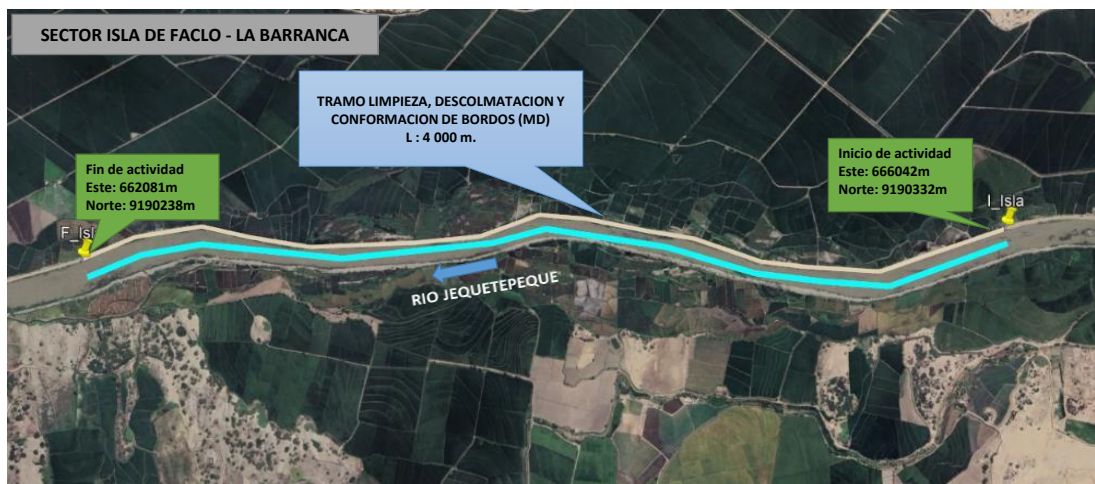 SECTOR ISLA DE FACLO - LA BARRANCA
TRAMO LIMPIEZA, DESCOLMATACION Y
CONFORMACION DE BORDOS (MD)
L : 4 000 m.
Fin de actividad
Este: 662081m
Norte: 9190238m
Inicio de actividad
Este: 666042m
Norte: 9190332m
I_Isla
F_Isl
RIO JEQUETEPEQUE